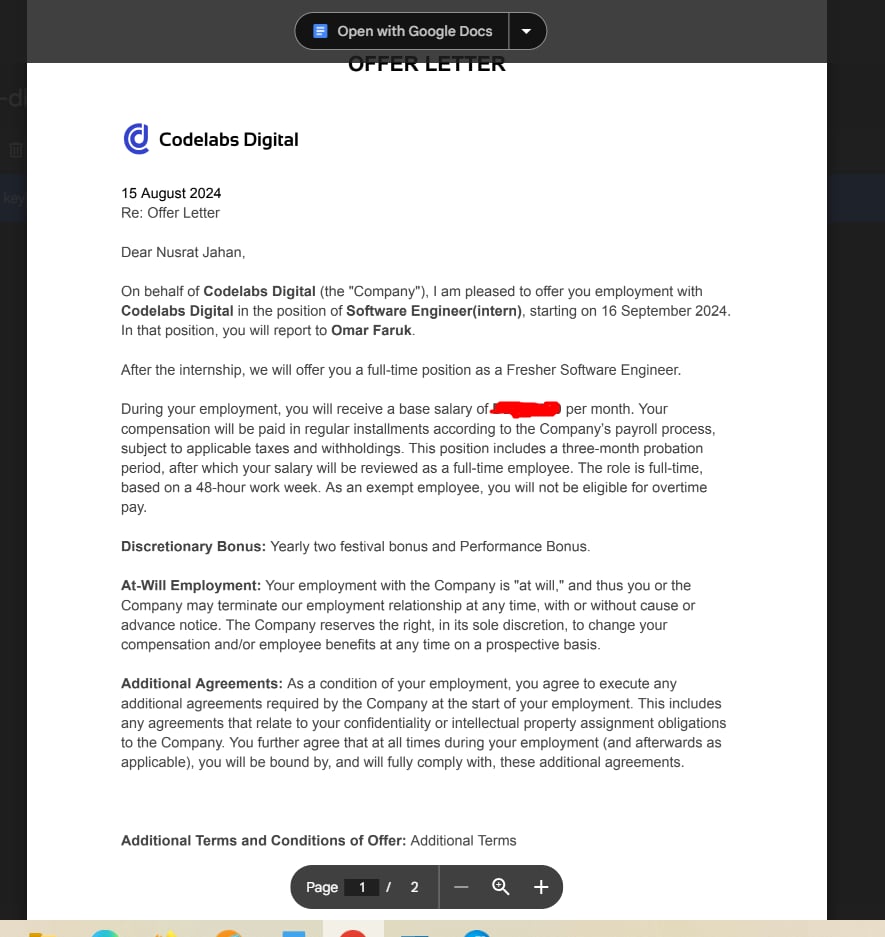 Open with Google Docs
OFFER LETTER
Codelabs Digital
15 August 2024
Re: Offer Letter
Dear Nusrat Jahan,
On behalf of Codelabs Digital (the "Company"), I am pleased to offer you employment with
Codelabs Digital in the position of Software Engineer(intern), starting on 16 September 2024.
In that position, you will report to Omar Faruk.
After the internship, we will offer you a full-time position as a Fresher Software Engineer.
During your employment, you will receive a base salary of per month. Your
compensation will be paid in regular installments according to the Company's payroll process,
subject to applicable taxes and withholdings. This position includes a three-month probation
period, after which your salary will be reviewed as a full-time employee. The role is full-time,
based on a 48-hour work week. As an exempt employee, you will not be eligible for overtime
pay.
Discretionary Bonus: Yearly two festival bonus and Performance Bonus.
At-Will Employment: Your employment with the Company is "at will," and thus you or the
Company may terminate our employment relationship at any time, with or without cause or
advance notice. The Company reserves the right, in its sole discretion, to change your
compensation and/or employee benefits at any time on a prospective basis.
Additional Agreements: As a condition of your employment, you agree to execute any
additional agreements required by the Company at the start of your employment. This includes
any agreements that relate to your confidentiality or intellectual property assignment obligations
to the Company. You further agree that at all times during your employment (and afterwards as
applicable), you will be bound by, and will fully comply with, these additional agreements.
Additional Terms and Conditions of Offer: Additional Terms
Page 1 / 2